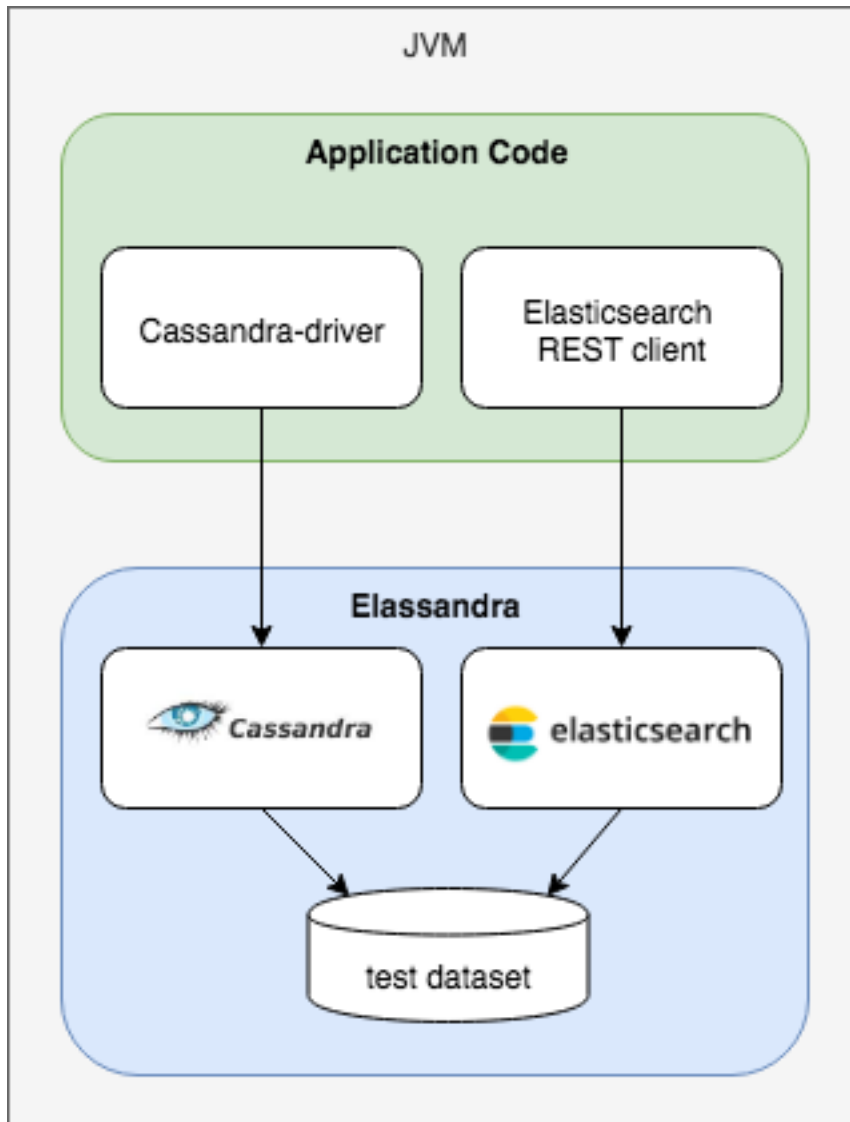 JVM
Application Code
Cassandra-driver
Elasticsearch
REST client
Elassandra
Cassandra
elasticsearch
test dataset